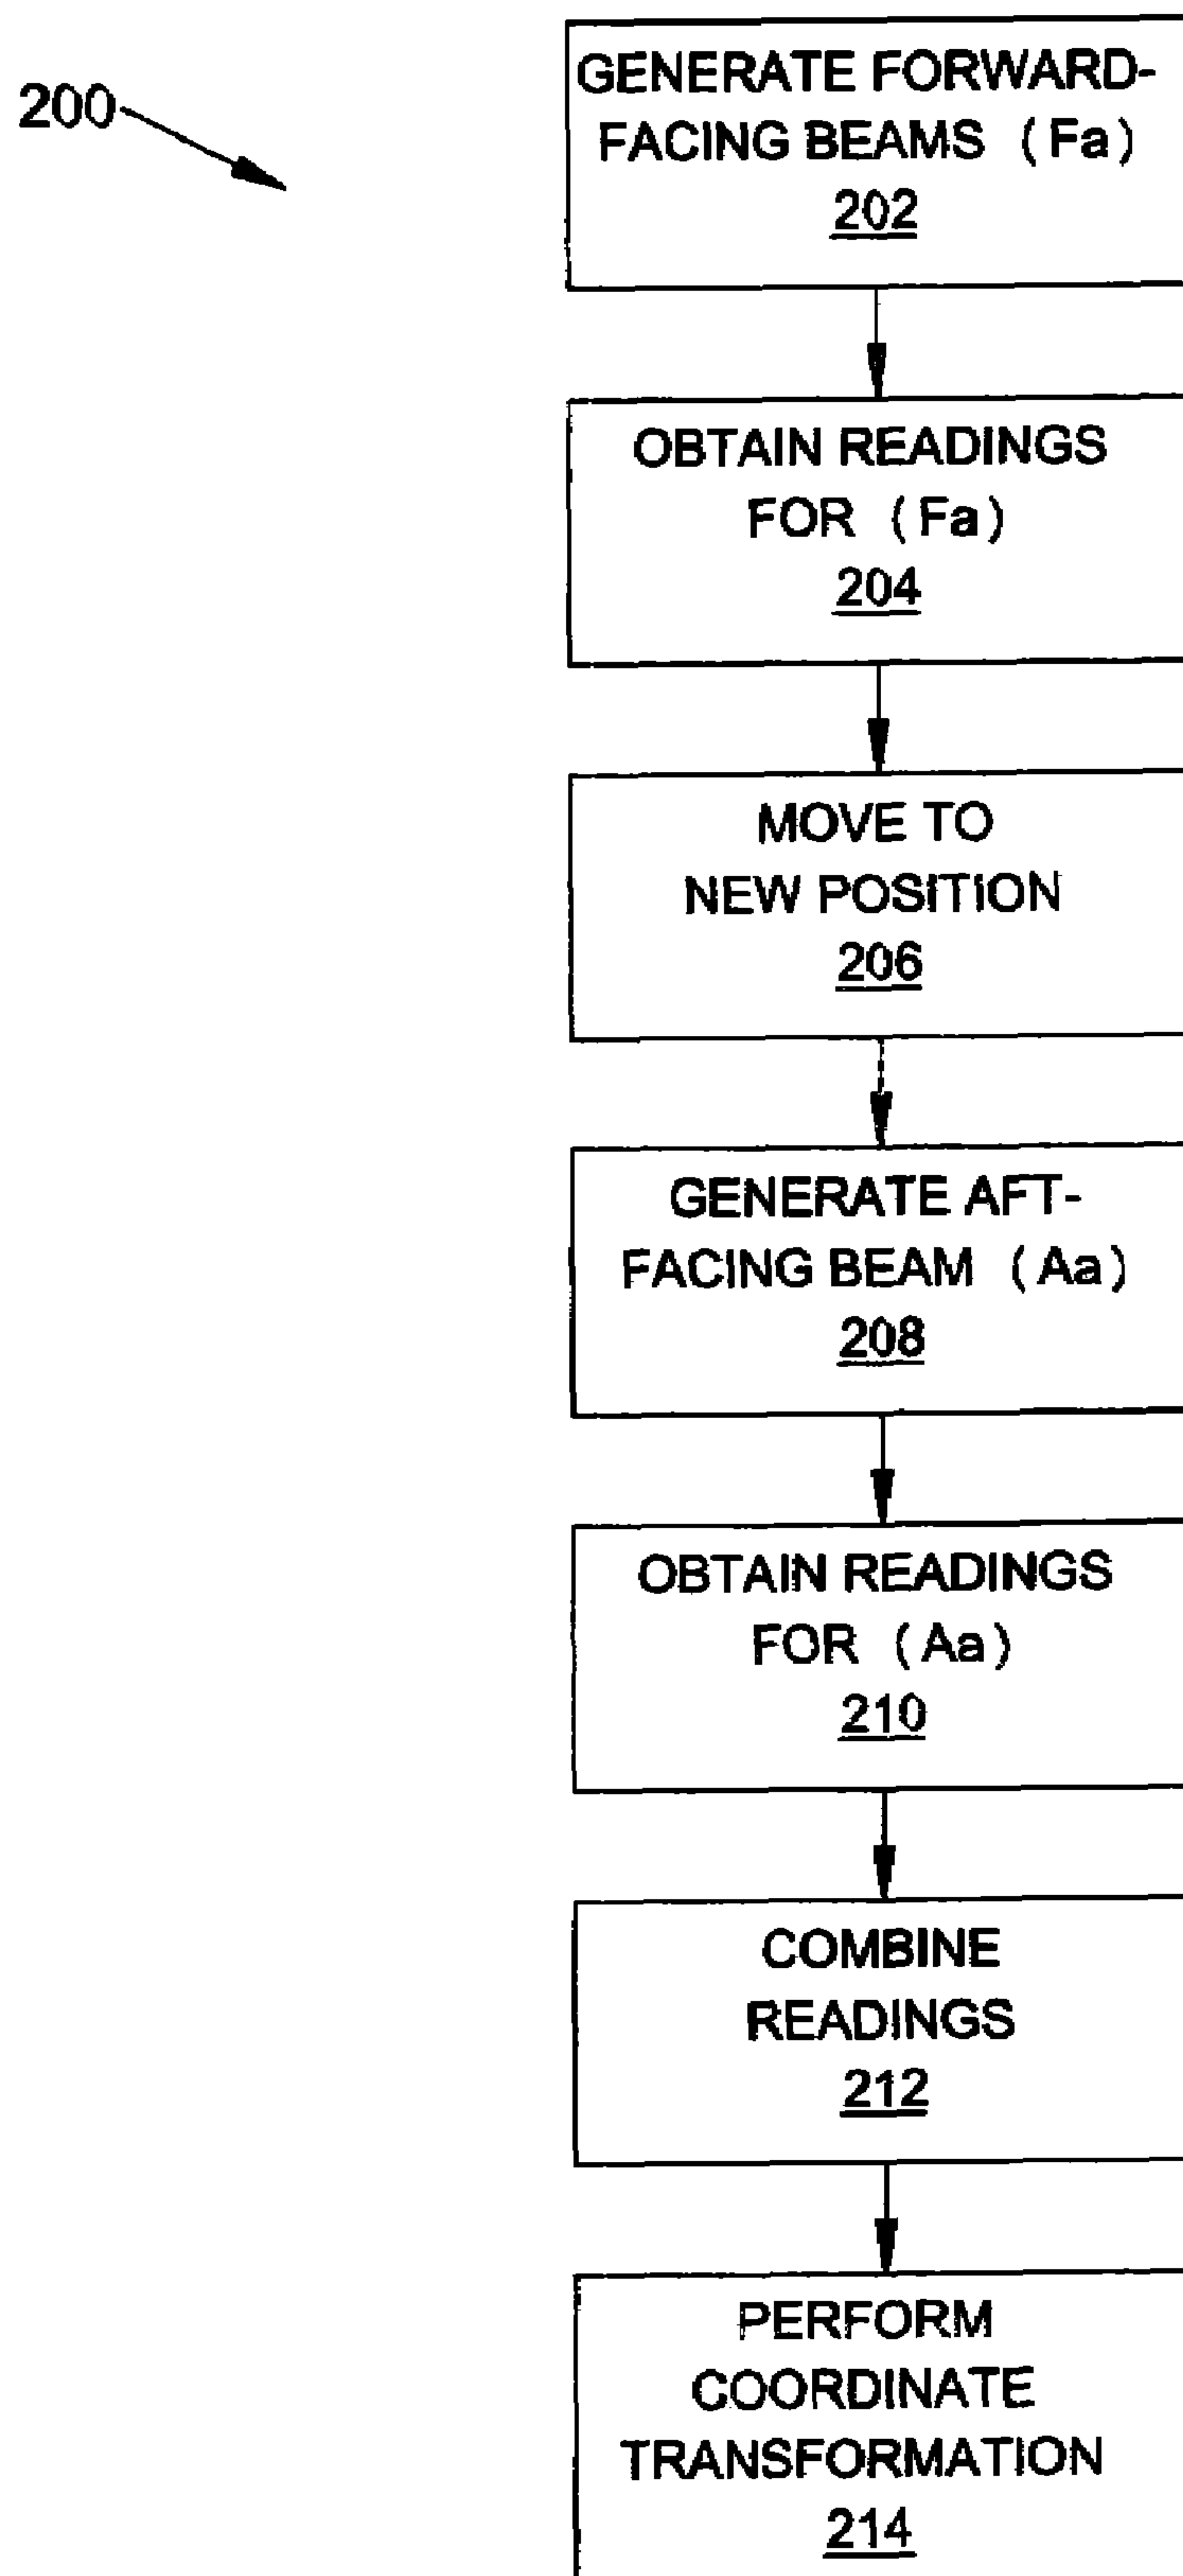 200
GENERATE FORWARD-
FACING BEAMS (Fa)
202
OBTAIN READINGS
FOR (Fa)
204
MOVE TO
NEW POSITION
206
GENERATE AFT-
FACING BEAM (Aa)
208
OBTAIN READINGS
FOR (Aa)
210
COMBINE
READINGS
212
PERFORM
COORDINATE
TRANSFORMATION
214